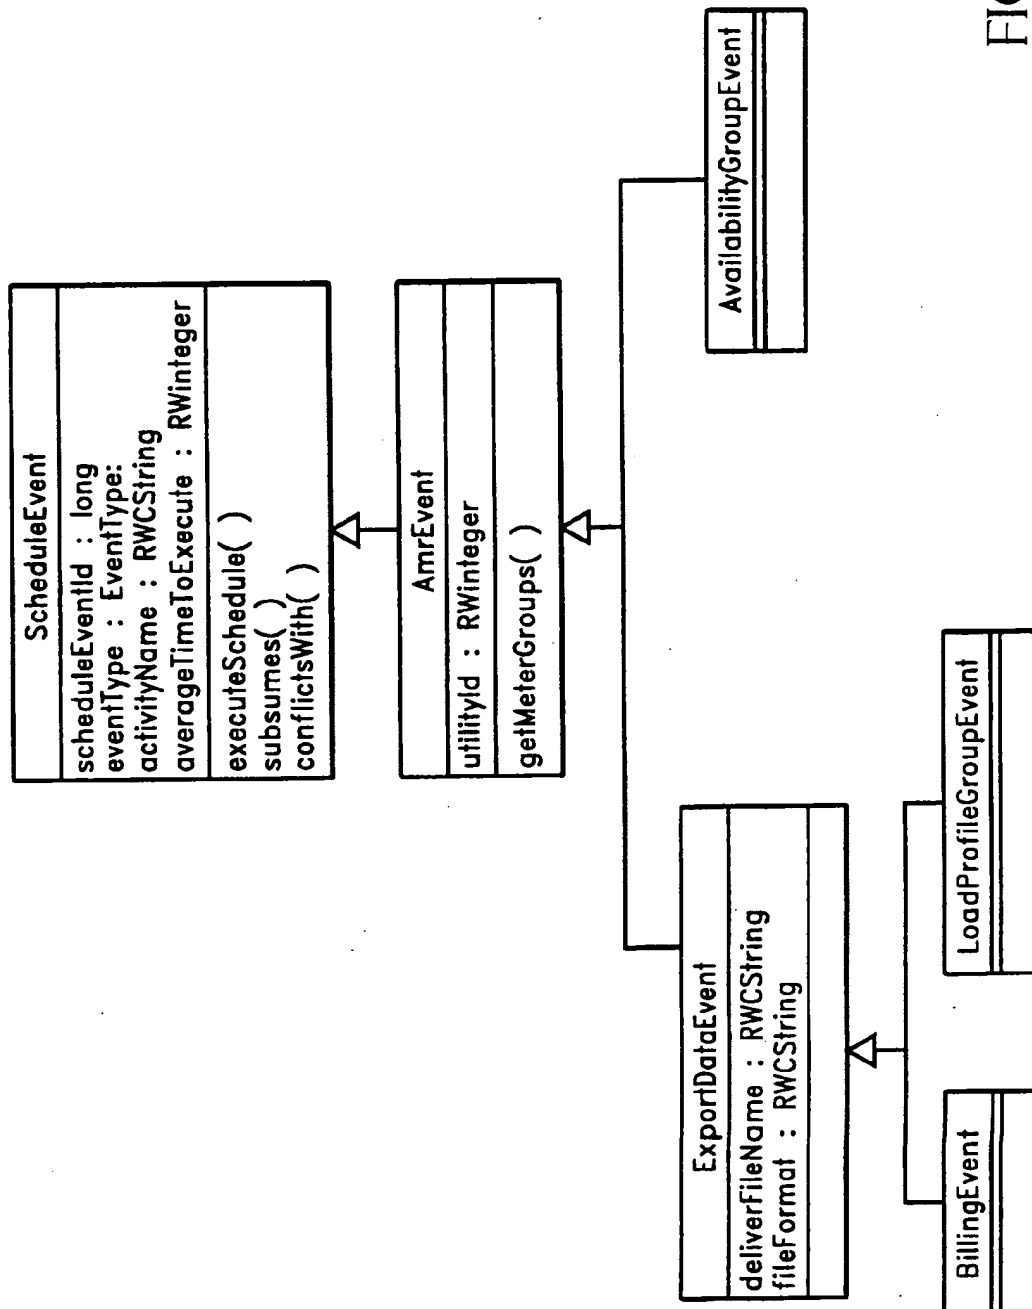 ScheduleEvent
scheduleEventId : long
eventType : EventType:
activityName : RWCString
averageTimeToExecute : RWinteger
executeSchedule( )
subsumes( )
conflictsWith( )
AmrEvent
utilityId : RWinteger
getMeterGroups( )
ExportDataEvent
deliverFileName : RWCString
fileFormat : RWCString
AvailabilityGroupEvent
BillingEvent
LoadProfileGroupEvent